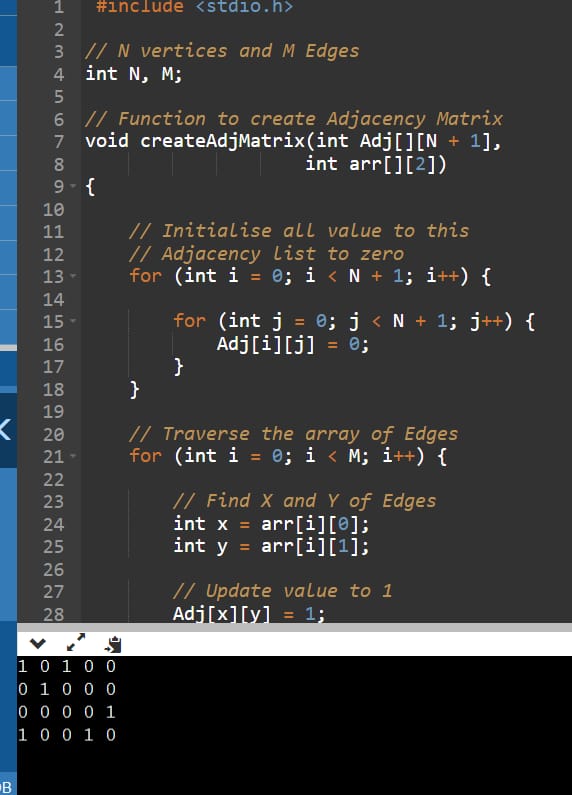 1 #include <stdio.h>
2
3 // N vertices and M Edges
4 int N, M;
5
6 // Function to create Adjacency Matrix
7 void createAdjMatrix(int Adj[][N + 1],
8 int arr[][2])
9 {
10
11 // Initialise all value to this
12 // Adjacency list to zero
13 for (int i = 0; i < N + 1; i++) {
14
15 for (int j = 0; j < N + 1; j++) {
16 Adj[i][j] = 0;
17 }
18 }
19
20 // Traverse the array of Edges
21 for (int i = 0; i < M; i++) {
22
23 // Find X and Y of Edges
24 int x = arr[i][0];
25 int y = arr[i][1];
26
27 // Update value to 1
28 Adj[x][y] = 1;
1 0 1 0 0
0 1 0 0 0
0 0 0 0 1
1 0 0 1 0